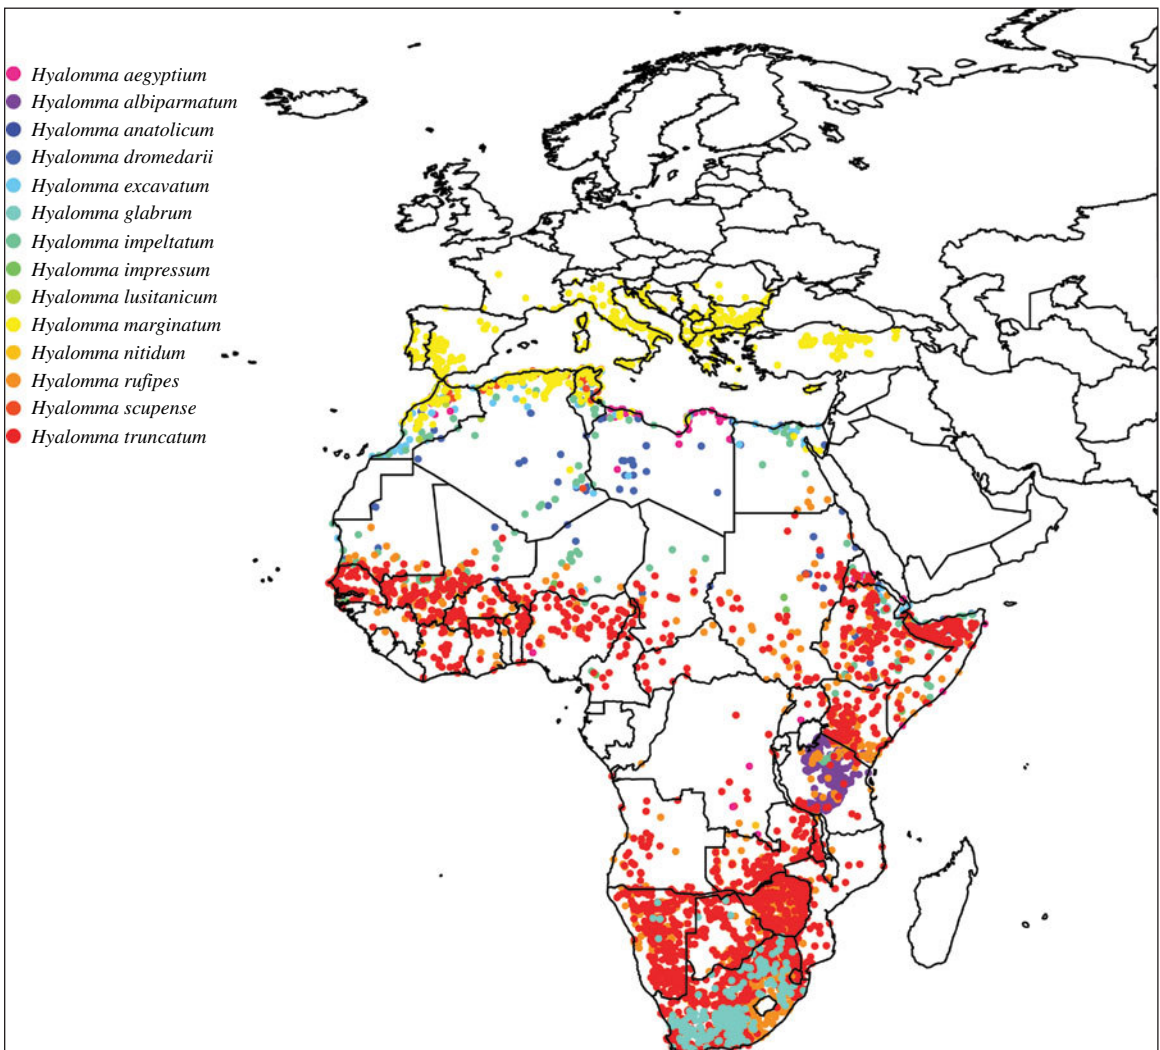 Hyalomma aegyptium
Hyalomma albiparmatum
Hyalomma anatolicum
Hyalomma dromedarii
Hyalomma excavatum
Hyalomma glabrum
Hyalomma impeltatum
Hyalomma impressum
Hyalomma lusitanicum
Hyalomma marginatum
Hyalomma nitidum
Hyalomma rufipes
Hyalomma scupense
Hyalomma truncatum